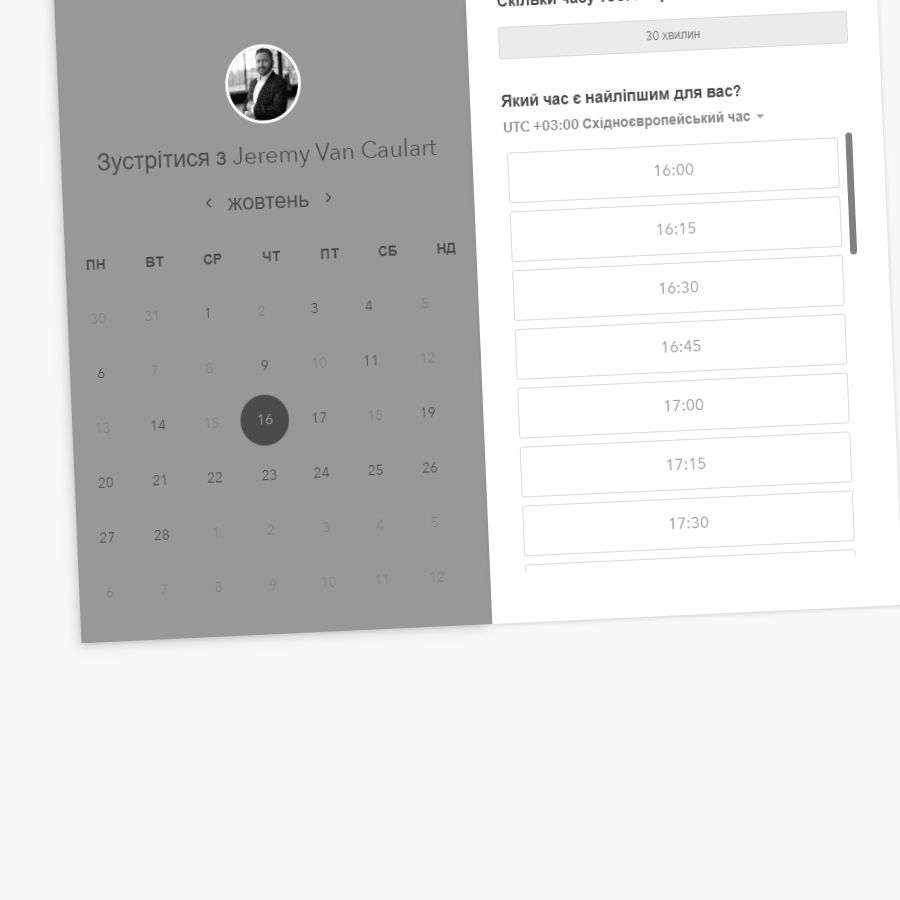 Зустрітися з Jeremy Van Caulart
‹ жовтень ›
ПН ВТ СР ЧТ ПТ СБ НД
30 31 1 2 3 4 5
6 7 8 9 10 11 12
13 14 15 16 17 18 19
20 21 22 23 24 25 26
27 28 1 2 3 4 5
6 7 8 9 10 11 12
Скільки часу
30 хвилин
Який час є найліпшим для вас?
UTC +03:00 Східноєвропейський час
16:00
16:15
16:30
16:45
17:00
17:15
17:30